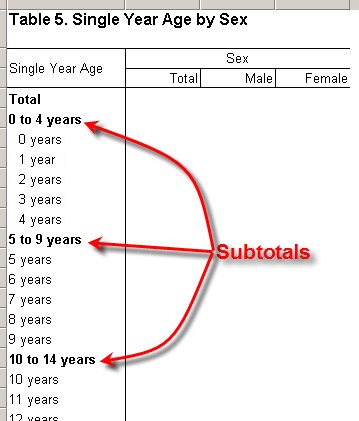 Table 5. Single Year Age by Sex
Sex
Single Year Age
Total Male Female
Total
0 to 4 years
0 years
1 year
2 years
3 years
4 years
5 to 9 years
Subtotals
5 years
6 years
7 years
8 years
9 years
10 to 14 years
10 years
11 years
12 years